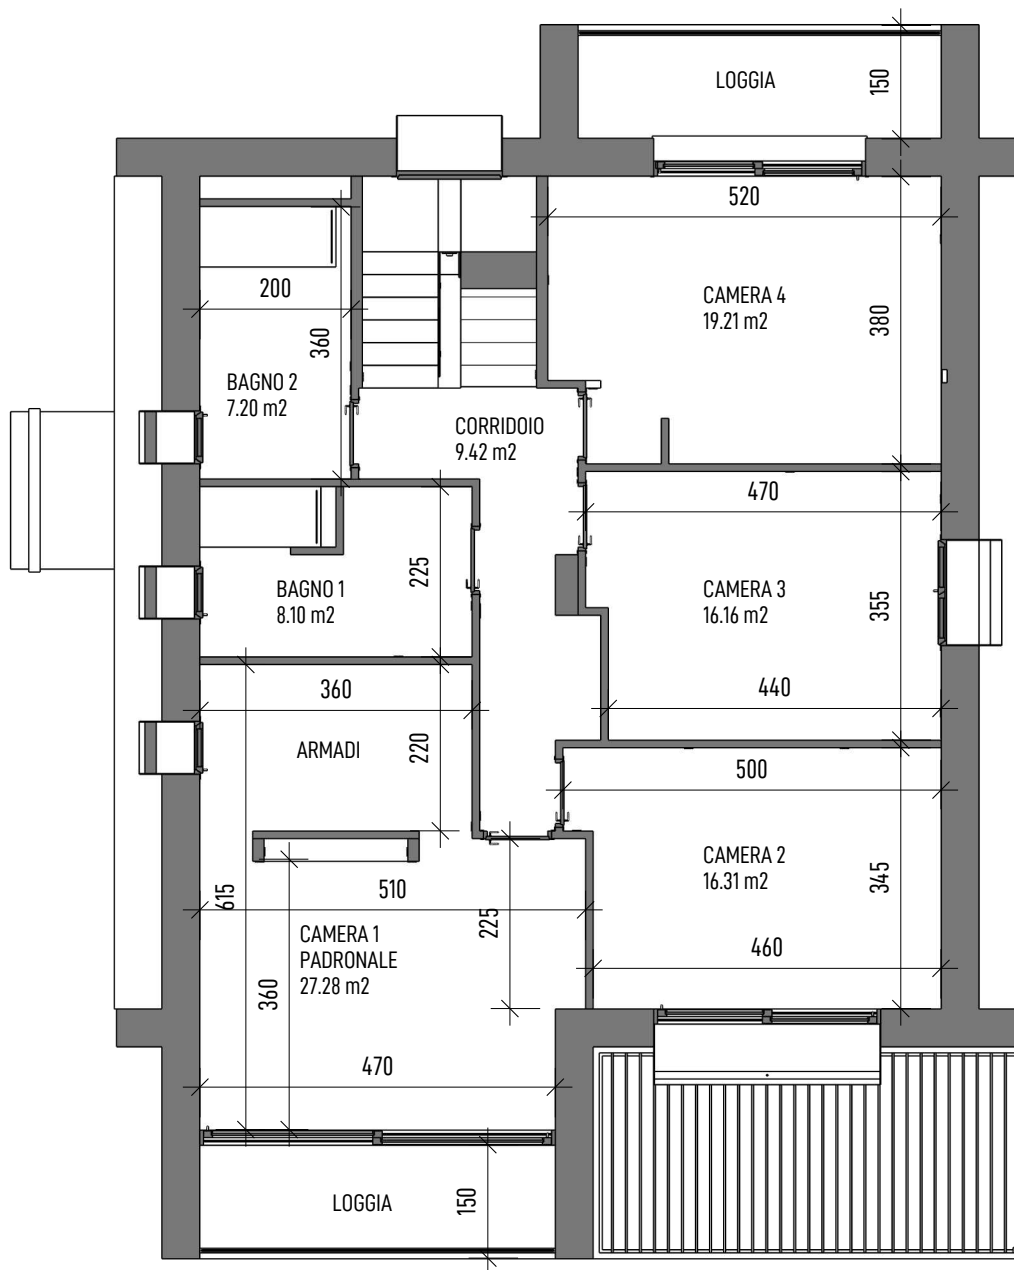 LOGGIA
150
520
CAMERA 4
19.21 m2
380
200
360
BAGNO 2
7.20 m2
CORRIDOIO
9.42 m2
470
BAGNO 1
8.10 m2
225
CAMERA 3
16.16 m2
355
360
440
ARMADI
220
500
CAMERA 2
16.31 m2
345
615
510
225
CAMERA 1
PADRONALE
27.28 m2
360
460
470
LOGGIA
150